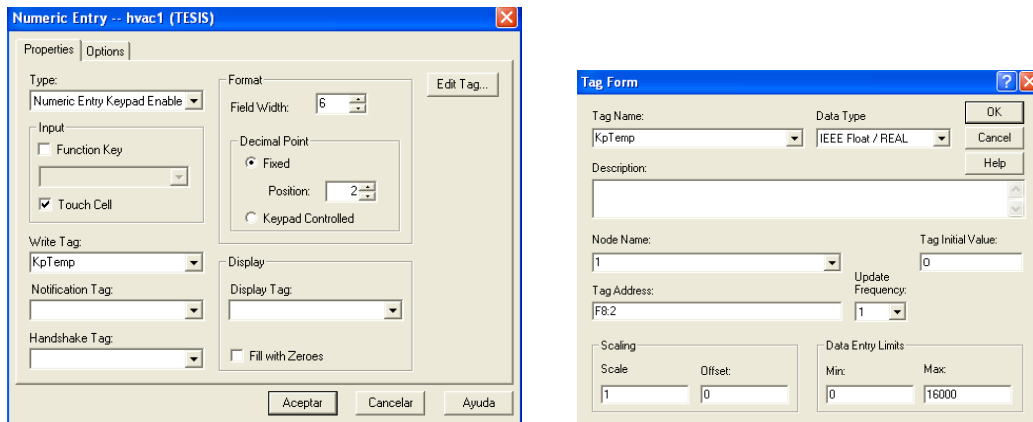 Numeric Entry -- hvac1 (TESIS)
Properties
Options
Type:
Numeric Entry Keypad Enable
Input
Function Key
Touch Cell
Write Tag:
KpTemp
Notification Tag:
Handshake Tag:
Format
Field Width:
6
Decimal Point
Fixed
Position:
2
Keypad Controlled
Display
Display Tag:
Fill with Zeroes
Edit Tag...
Aceptar
Cancelar
Ayuda
Tag Form
Tag Name:
KpTemp
Data Type
IEEE Float / REAL
OK
Cancel
Help
Description:
Node Name:
1
Tag Initial Value:
0
Tag Address:
F8:2
Update
Frequency:
1
Scaling
Scale
1
Offset:
0
Data Entry Limits
Min:
0
Max:
16000